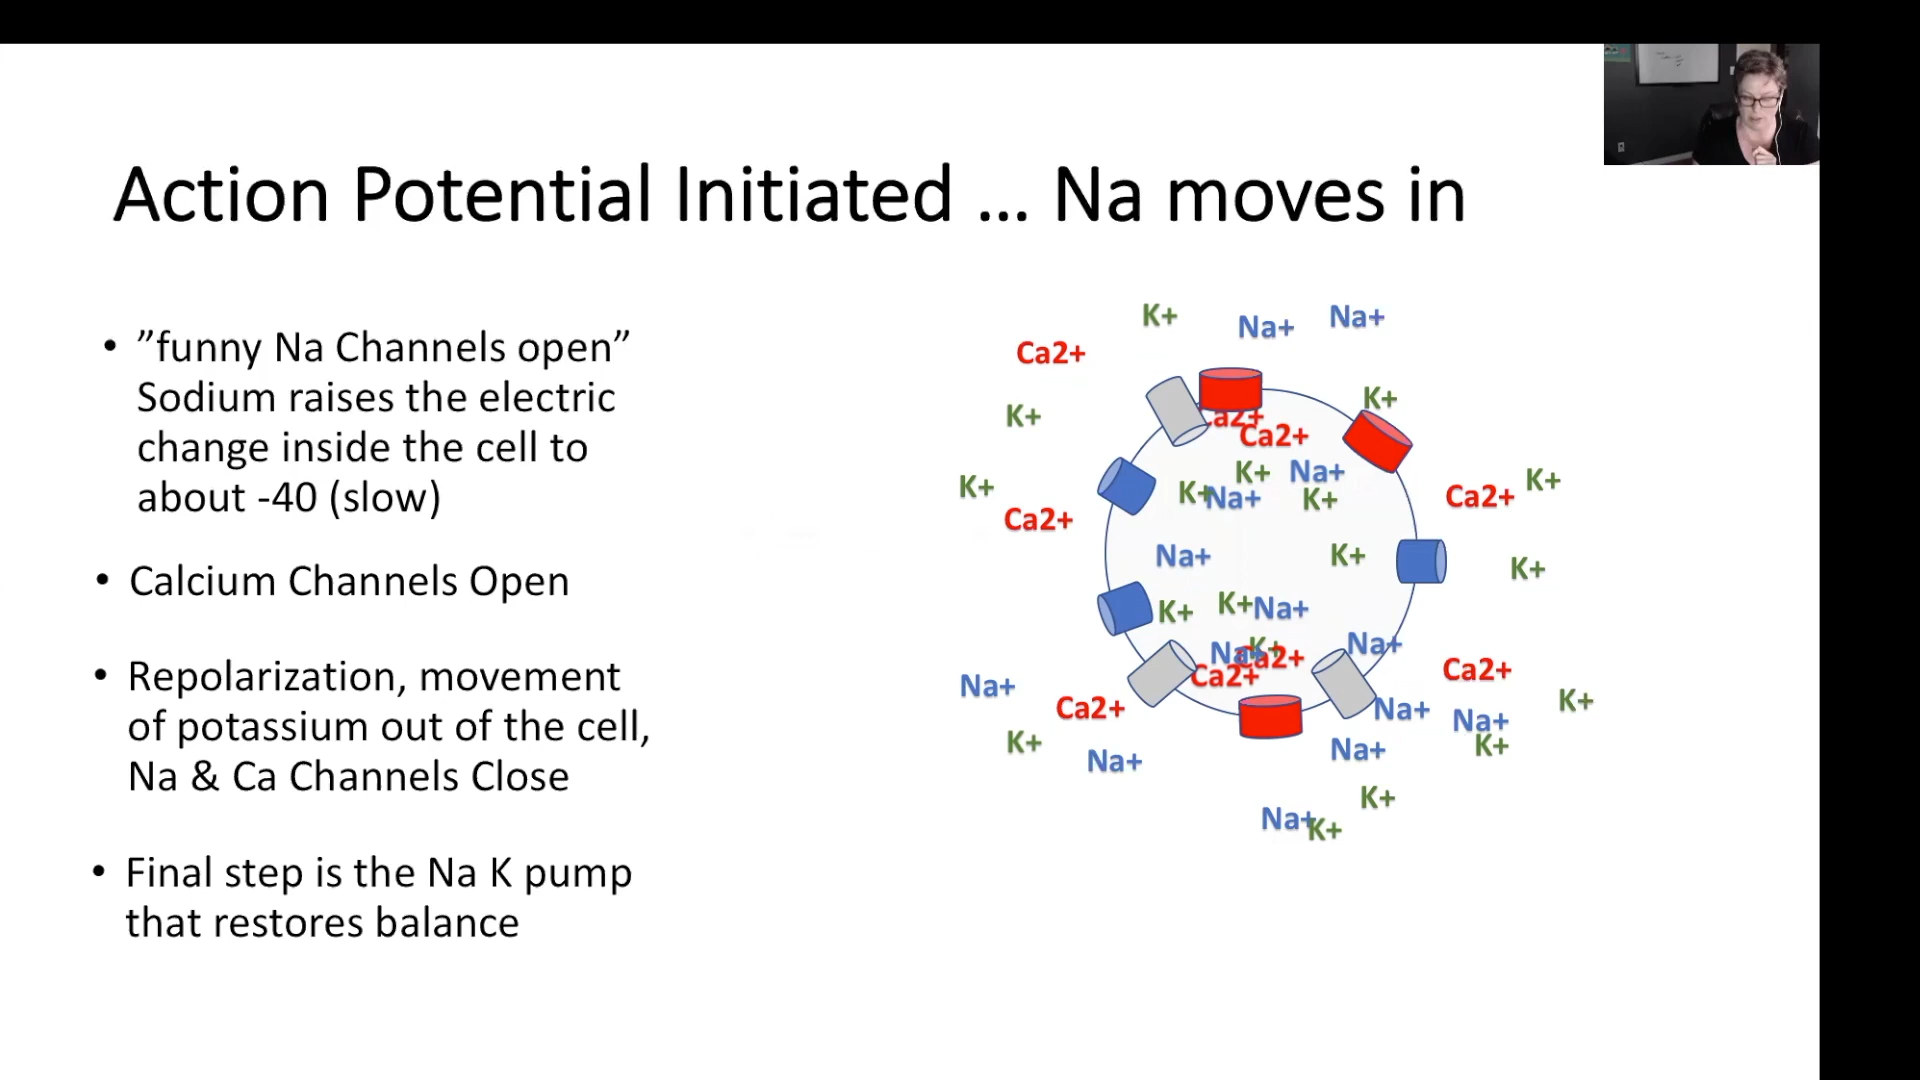 Action Potential Initiated ... Na moves in
• ”funny Na Channels open”
Sodium raises the electric
change inside the cell to
about -40 (slow)
• Calcium Channels Open
• Repolarization, movement
of potassium out of the cell,
Na & Ca Channels Close
• Final step is the Na K pump
that restores balance
K+ Na+ Na+
Ca2+
K+
K+ Ca2+
Ca2+
K+ Na+
K+ Ca2+ K+
K+ Na+ K+
Ca2+
Na+ K+ K+
K+ K+ Na+
Na+ K+ Na+
Ca2+ Ca2+
Na+ Ca2+
Ca2+ Na+ Na+ K+
K+ Na+ Na+ K+
K+
Na+ K+